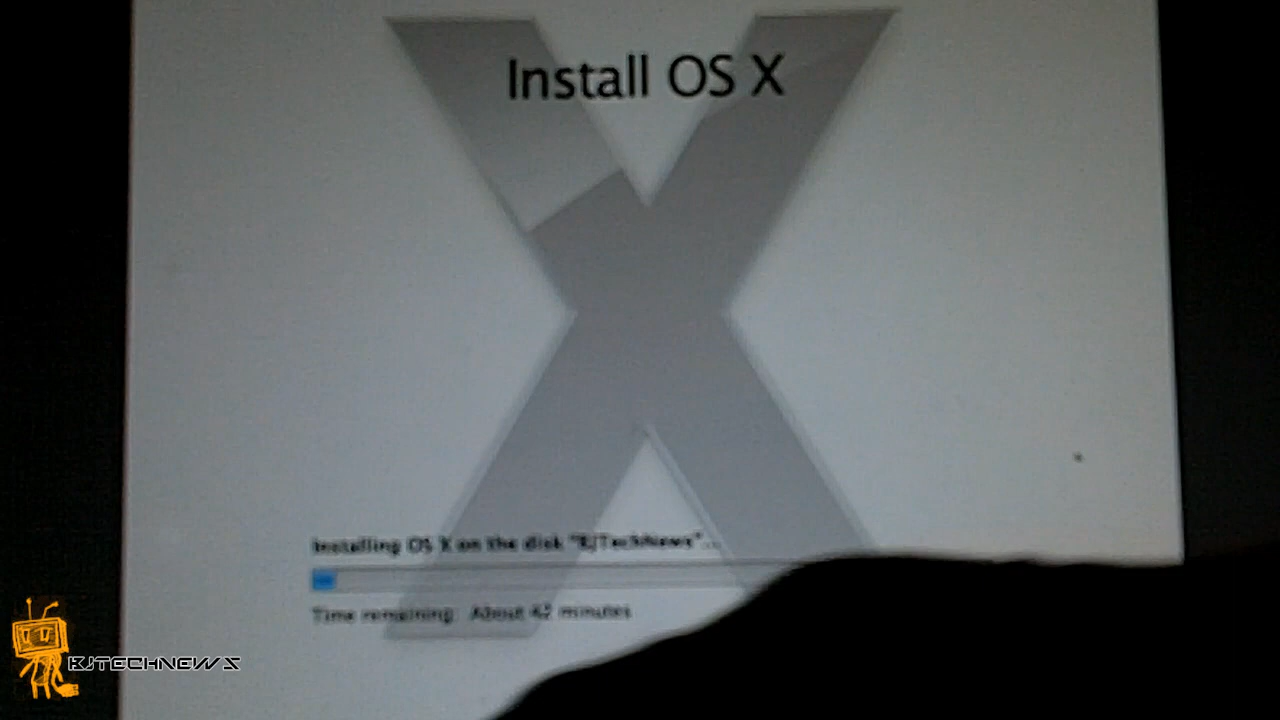 Install OS X
Installing OS X on the disk "BJTechNews"...
Time remaining: About 42 minutes
BJTECHNEWS